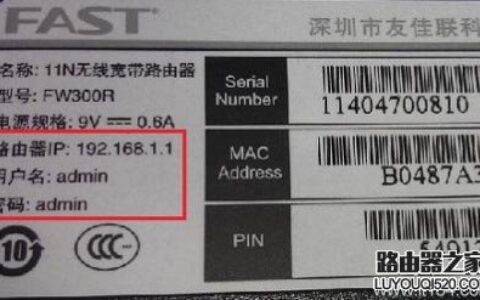 FAST
深圳市友佳联科
名称: 11N无线宽带路由器
型号: FW300R
电源规格: 9V 0.6A
路由器IP: 192.168.1.1
用户名: admin
密码: admin
10
CCC
Serial Number
11404700810
MAC Address
B0487A3
PIN
路由器之家
LUYOUQI520.COM